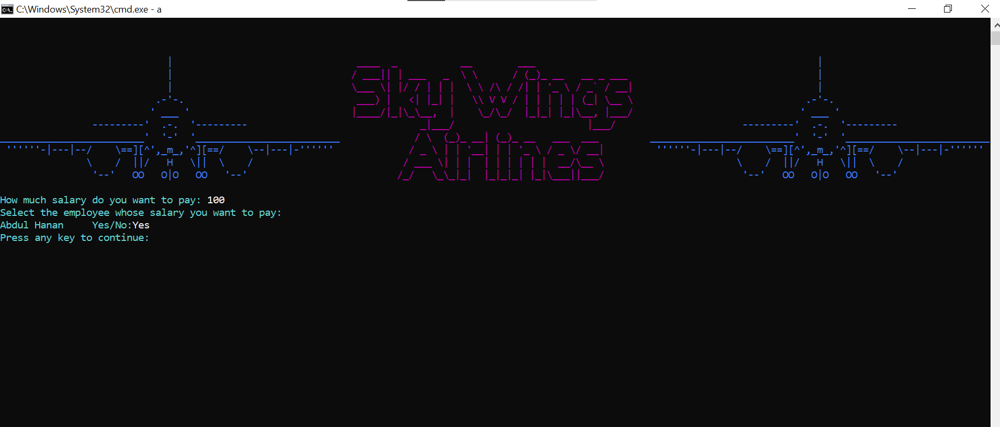 C:\Windows\System32\cmd.exe - a
Sky Wings
Airlines
How much salary do you want to pay: 100
Select the employee whose salary you want to pay:
Abdul Hanan     Yes/No:Yes
Press any key to continue: